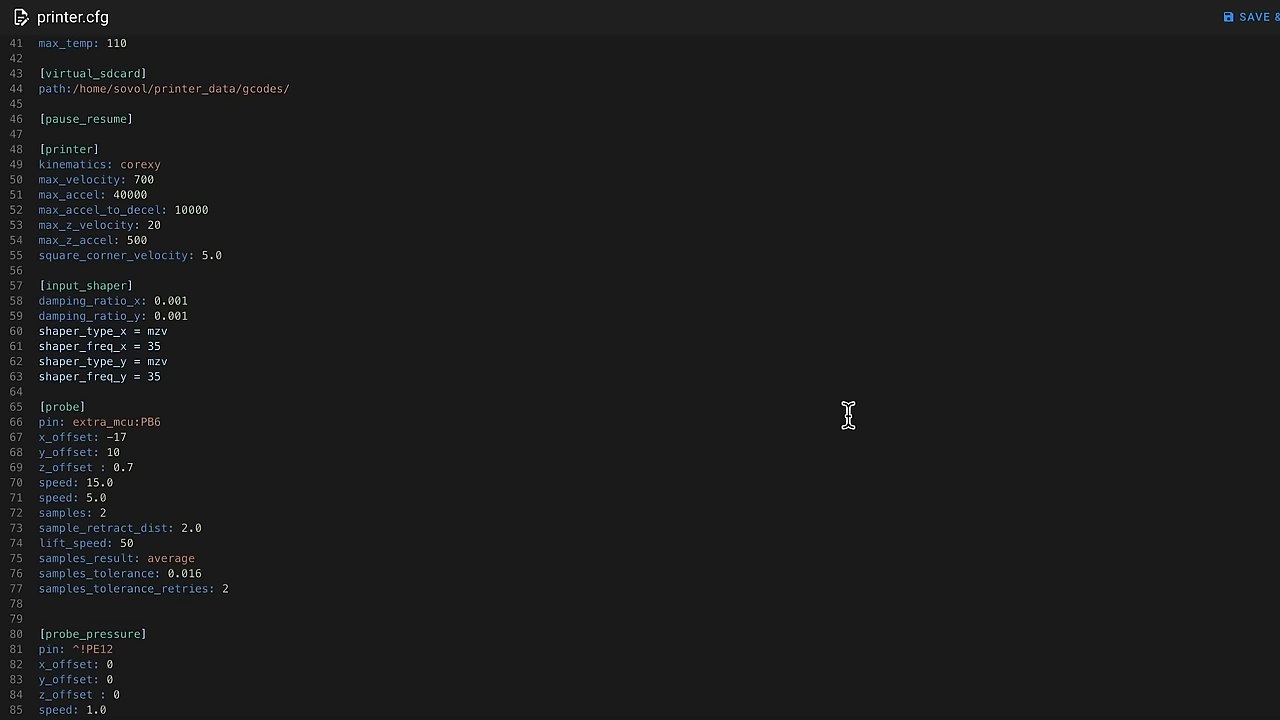 printer.cfg
SAVE &
41 max_temp: 110
42
43 [virtual_sdcard]
44 path:/home/sovol/printer_data/gcodes/
45
46 [pause_resume]
47
48 [printer]
49 kinematics: corexy
50 max_velocity: 700
51 max_accel: 40000
52 max_accel_to_decel: 10000
53 max_z_velocity: 20
54 max_z_accel: 500
55 square_corner_velocity: 5.0
56
57 [input_shaper]
58 damping_ratio_x: 0.001
59 damping_ratio_y: 0.001
60 shaper_type_x = mzv
61 shaper_freq_x = 35
62 shaper_type_y = mzv
63 shaper_freq_y = 35
64
65 [probe]
66 pin: extra_mcu:PB6
67 x_offset: -17
68 y_offset: 10
69 z_offset : 0.7
70 speed: 15.0
71 speed: 5.0
72 samples: 2
73 sample_retract_dist: 2.0
74 lift_speed: 50
75 samples_result: average
76 samples_tolerance: 0.016
77 samples_tolerance_retries: 2
78
79
80 [probe_pressure]
81 pin: ^!PE12
82 x_offset: 0
83 y_offset: 0
84 z_offset : 0
85 speed: 1.0